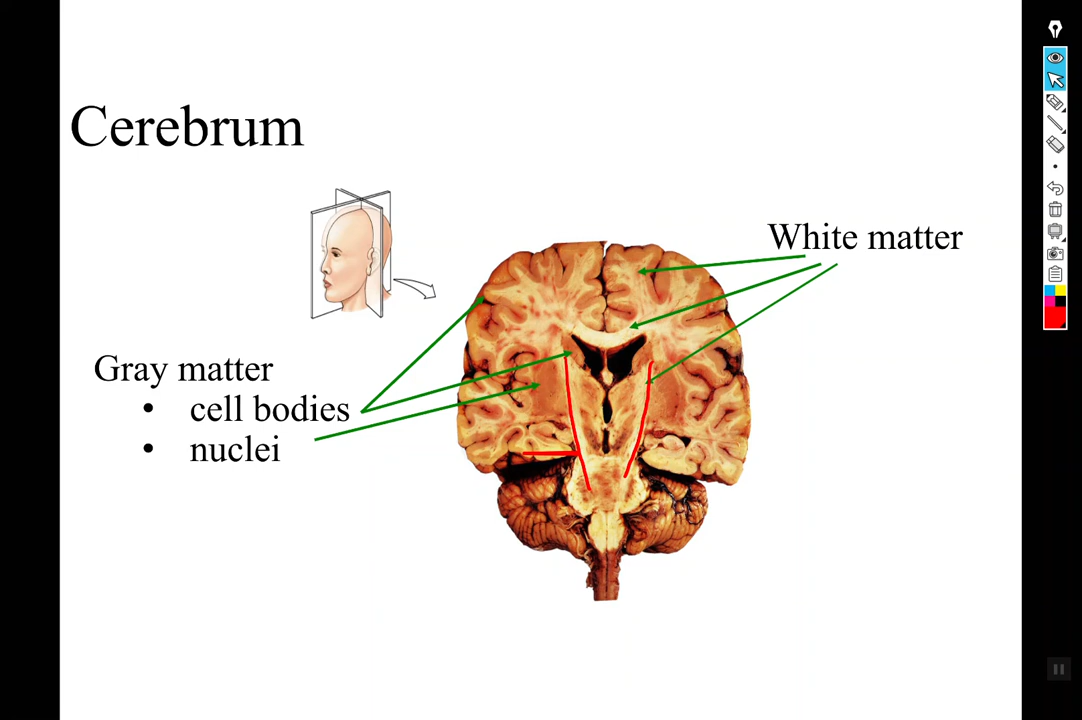 Cerebrum
White matter
Gray matter
• cell bodies
• nuclei